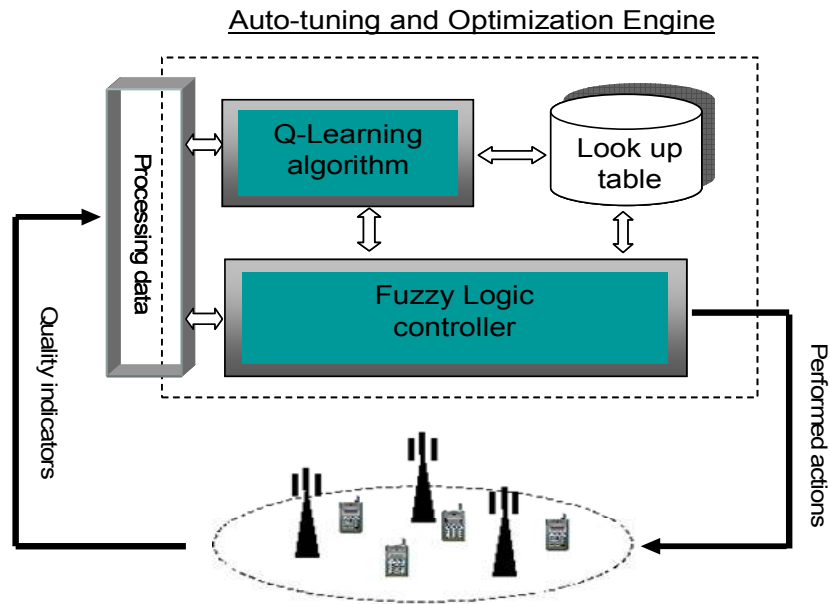 Auto-tuning and Optimization Engine
Processing data
Q-Learning
algorithm
Look up
table
Fuzzy Logic
controller
Quality indicators
Performed actions